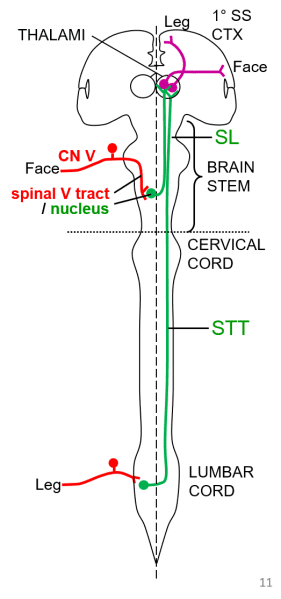 Leg
1° SS
CTX
THALAMI
Face
SL
CN V
Face
BRAIN
STEM
spinal V tract
/ nucleus
CERVICAL
CORD
STT
Leg
LUMBAR
CORD
11